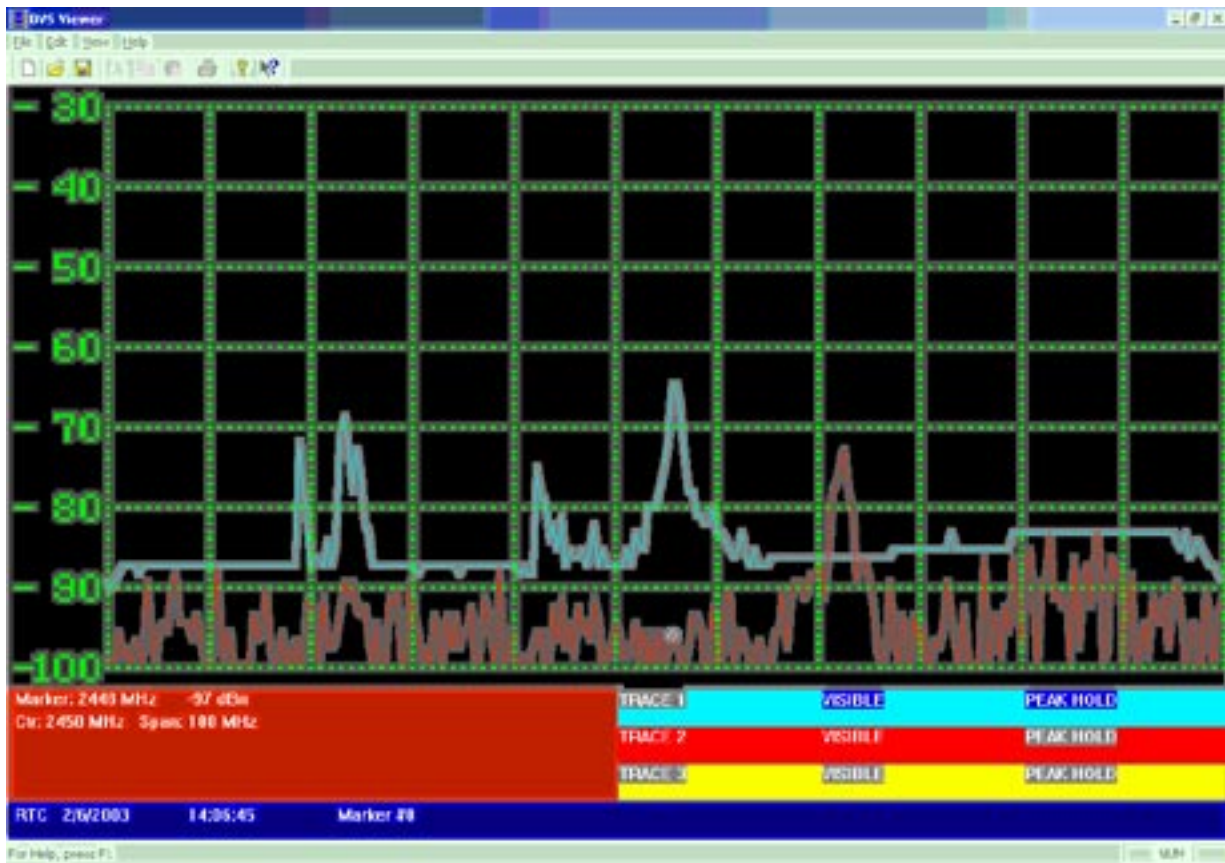 DVS Viewer
File Edit View Help
- 30
- 40
- 50
- 60
- 70
- 80
- 90
-100
Marker: 2440 MHz -97 dBm
Ctr: 2450 MHz Span: 100 MHz
TRACE 1 VISIBLE PEAK HOLD
TRACE 2 VISIBLE PEAK HOLD
TRACE 3 VISIBLE PEAK HOLD
RTC 2/6/2003 14:06:45 Marker #0
For Help, press F1
NUM